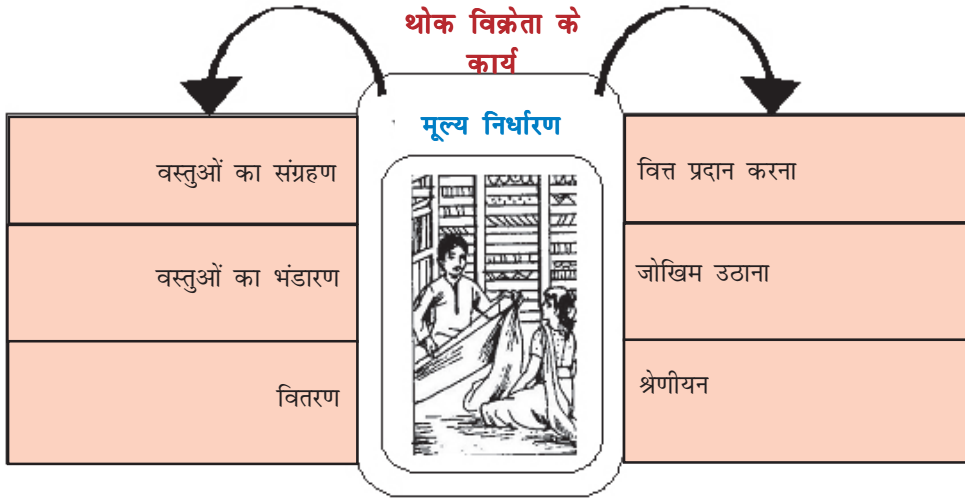 थोक विक्रेता के
कार्य
मूल्य निर्धारण
वस्तुओं का संग्रहण
वस्तुओं का भंडारण
वितरण
वित्त प्रदान करना
जोखिम उठाना
श्रेणीयन